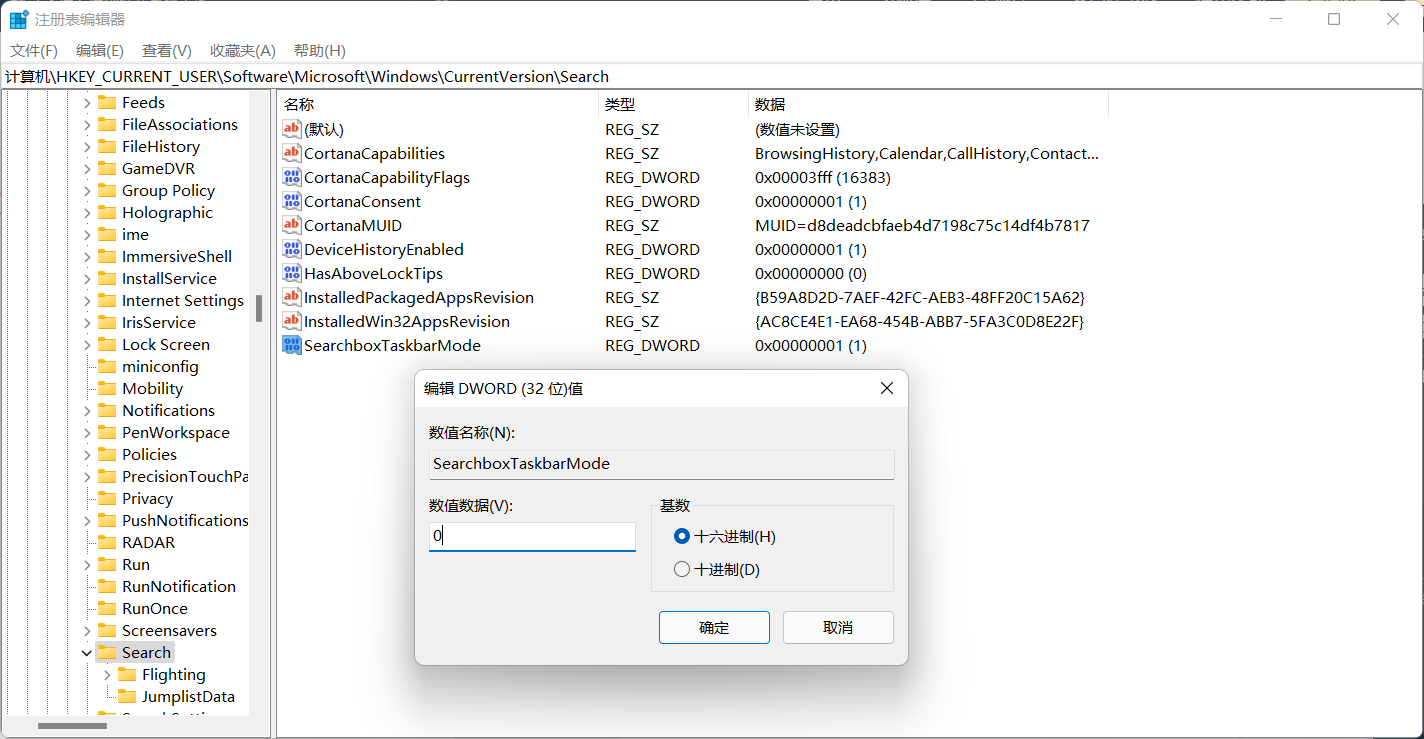 注册表编辑器
文件(F) 编辑(E) 查看(V) 收藏夹(A) 帮助(H)
计算机\HKEY_CURRENT_USER\Software\Microsoft\Windows\CurrentVersion\Search
Feeds
FileAssociations
FileHistory
GameDVR
Group Policy
Holographic
ime
ImmersiveShell
InstallService
Internet Settings
IrisService
Lock Screen
miniconfig
Mobility
Notifications
PenWorkspace
Policies
PrecisionTouchPa
Privacy
PushNotifications
RADAR
Run
RunNotification
RunOnce
Screensavers
Search
Flighting
JumplistData
名称 类型 数据
(默认) REG_SZ (数值未设置)
CortanaCapabilities REG_SZ BrowsingHistory,Calendar,CallHistory,Contact...
CortanaCapabilityFlags REG_DWORD 0x00003fff (16383)
CortanaConsent REG_DWORD 0x00000001 (1)
CortanaMUID REG_SZ MUID=d8deadcbfaeb4d7198c75c14df4b7817
DeviceHistoryEnabled REG_DWORD 0x00000001 (1)
HasAboveLockTips REG_DWORD 0x00000000 (0)
InstalledPackagedAppsRevision REG_SZ {B59A8D2D-7AEF-42FC-AEB3-48FF20C15A62}
InstalledWin32AppsRevision REG_SZ {AC8CE4E1-EA68-454B-ABB7-5FA3C0D8E22F}
SearchboxTaskbarMode REG_DWORD 0x00000001 (1)
编辑 DWORD (32 位)值
数值名称(N):
SearchboxTaskbarMode
数值数据(V):
0
基数
十六进制(H)
十进制(D)
确定 取消